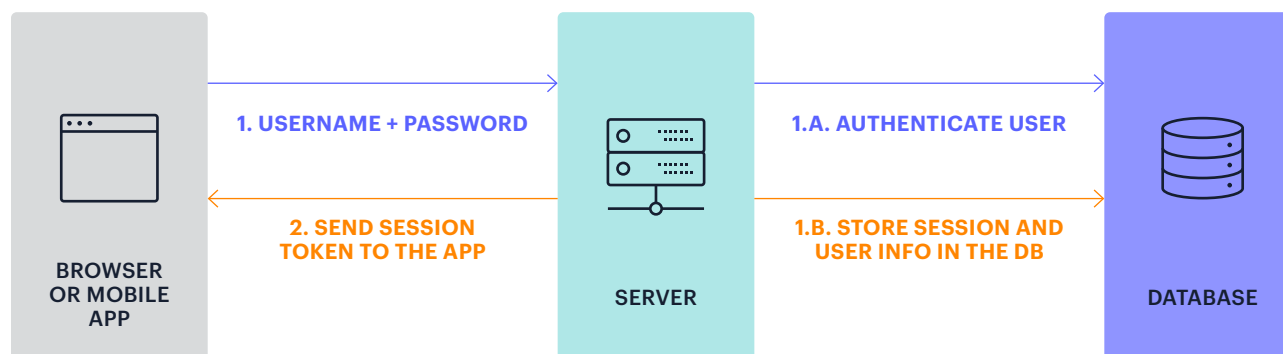 1. USERNAME + PASSWORD
1.A. AUTHENTICATE USER
2. SEND SESSION
TOKEN TO THE APP
1.B. STORE SESSION AND
USER INFO IN THE DB
BROWSER
OR MOBILE
APP
SERVER
DATABASE